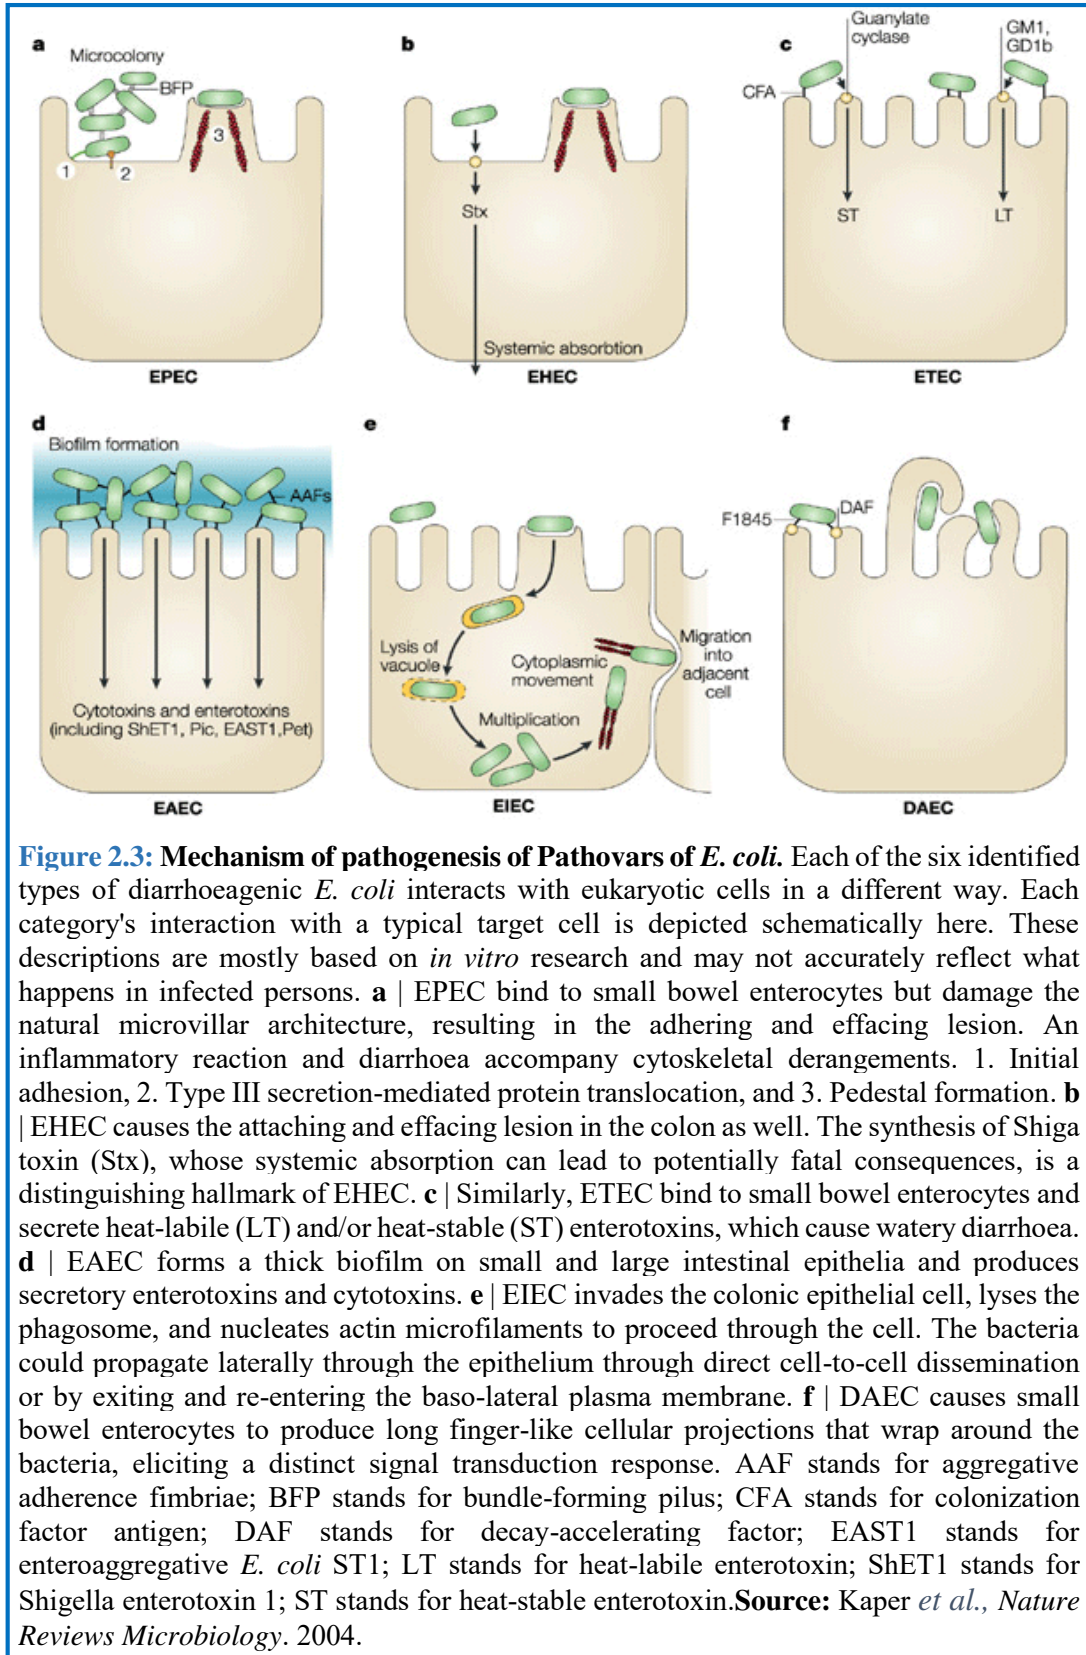 a
Microcolony
BFP
1
2
3
EPEC
b
Stx
Systemic absorbtion
EHEC
c
Guanylate
cyclase
GM1,
GD1b
CFA
ST
LT
ETEC
d
Biofilm formation
AAFs
Cytotoxins and enterotoxins
(including ShET1, Pic, EAST1,Pet)
EAEC
e
Lysis of
vacuole
Cytoplasmic
movement
Multiplication
Migration
into
adjacent
cell
EIEC
f
F1845
DAF
DAEC
Figure 2.3: Mechanism of pathogenesis of Pathovars of E. coli. Each of the six identified
types of diarrhoeagenic E. coli interacts with eukaryotic cells in a different way. Each
category's interaction with a typical target cell is depicted schematically here. These
descriptions are mostly based on in vitro research and may not accurately reflect what
happens in infected persons. a | EPEC bind to small bowel enterocytes but damage the
natural microvillar architecture, resulting in the adhering and effacing lesion. An
inflammatory reaction and diarrhoea accompany cytoskeletal derangements. 1. Initial
adhesion, 2. Type III secretion-mediated protein translocation, and 3. Pedestal formation. b
| EHEC causes the attaching and effacing lesion in the colon as well. The synthesis of Shiga
toxin (Stx), whose systemic absorption can lead to potentially fatal consequences, is a
distinguishing hallmark of EHEC. c | Similarly, ETEC bind to small bowel enterocytes and
secrete heat-labile (LT) and/or heat-stable (ST) enterotoxins, which cause watery diarrhoea.
d | EAEC forms a thick biofilm on small and large intestinal epithelia and produces
secretory enterotoxins and cytotoxins. e | EIEC invades the colonic epithelial cell, lyses the
phagosome, and nucleates actin microfilaments to proceed through the cell. The bacteria
could propagate laterally through the epithelium through direct cell-to-cell dissemination
or by exiting and re-entering the baso-lateral plasma membrane. f | DAEC causes small
bowel enterocytes to produce long finger-like cellular projections that wrap around the
bacteria, eliciting a distinct signal transduction response. AAF stands for aggregative
adherence fimbriae; BFP stands for bundle-forming pilus; CFA stands for colonization
factor antigen; DAF stands for decay-accelerating factor; EAST1 stands for
enteroaggregative E. coli ST1; LT stands for heat-labile enterotoxin; ShET1 stands for
Shigella enterotoxin 1; ST stands for heat-stable enterotoxin.Source: Kaper et al., Nature
Reviews Microbiology. 2004.